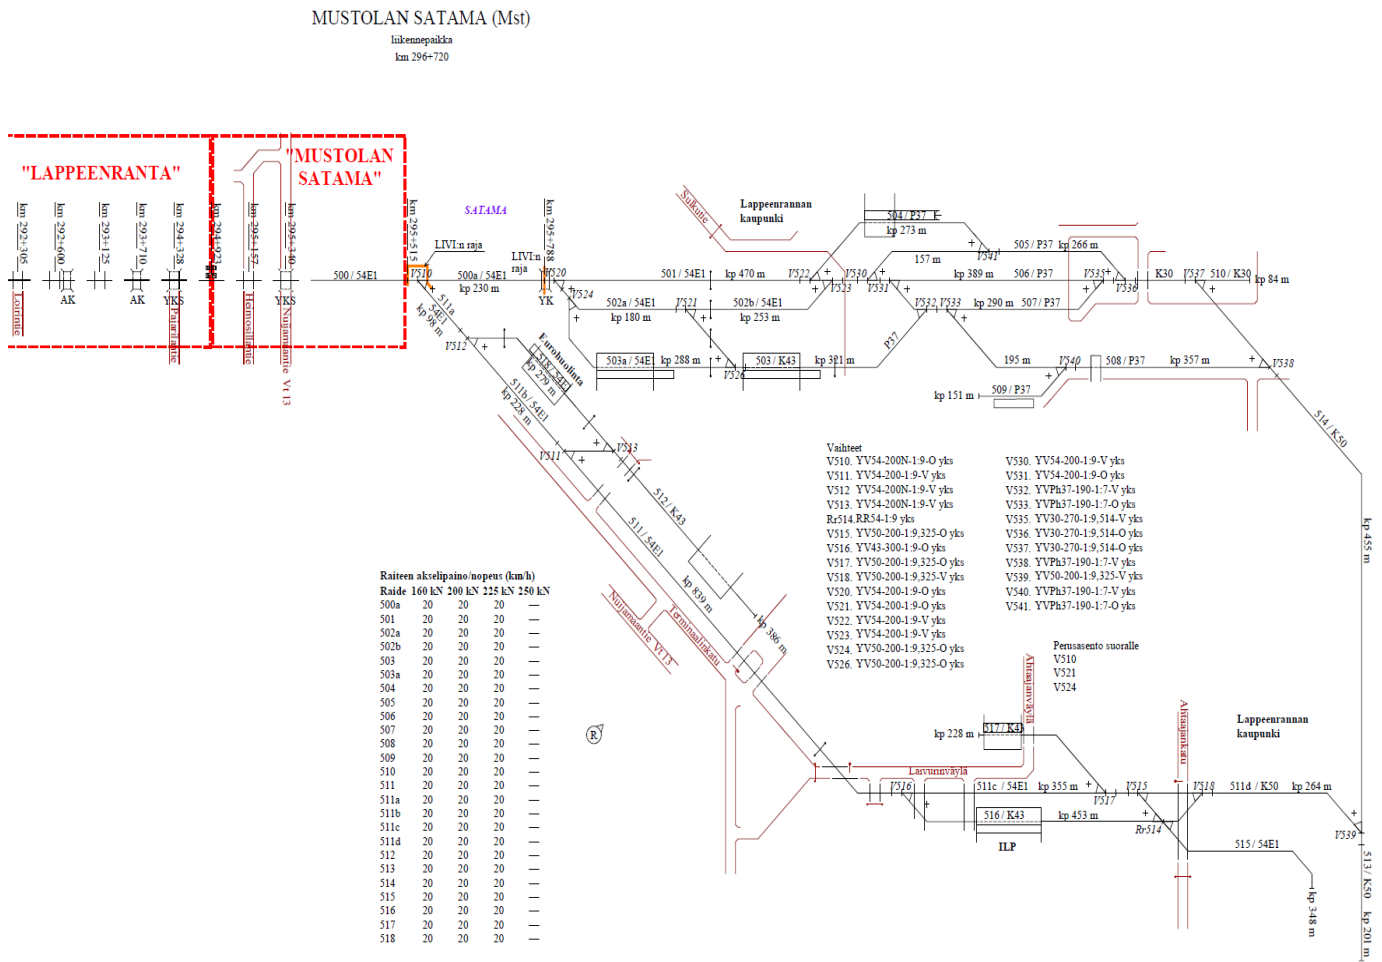 MUSTOLAN SATAMA (Mst)
liikennepaikka
km 296+720
"LAPPEENRANTA"
"MUSTOLAN
SATAMA"
km 292+305
km 292+600
km 293+125
km 293+710
km 294+328
km 294+923
km 295+157
km 295+340
km 295+515
km 295+788
AK
AK
YKS
YKS
YK
Loirintie
Pajarilantie
Heimosillantie
Nuijamaantie Vt 13
SATAMA
LIVI:n raja
LIVI:n
raja
500 / 54E1
V510
500a / 54E1
kp 230 m
V520
V524
511a
54E1
kp 98 m
V512
Sulkutie
Lappeenrannan
kaupunki
504 / P37
kp 273 m
V541
505 / P37 kp 266 m
157 m
501 / 54E1 kp 470 m
V522
V523
V530
V531
kp 389 m 506 / P37
V535
V536
K30
V537
510 / K30
kp 84 m
502a / 54E1
kp 180 m
V521
502b / 54E1
kp 253 m
V532
V533
kp 290 m 507 / P37
P37
503a / 54E1
kp 288 m
V526
503 / K43
kp 321 m
195 m
V540
508 / P37
kp 357 m
V538
kp 151 m
509 / P37
514 / K50
kp 455 m
Eurohuolinta
518 / 54E1
kp 279 m
511b / 54E1
kp 228 m
V511
V513
512 / K43
kp 386 m
511 / 54E1
kp 839 m
Nuijamaantie Vt 13
Terminaalinkatu
Vaihteet
V510. YV54-200N-1:9-O yks
V511. YV54-200-1:9-V yks
V512 YV54-200N-1:9-V yks
V513. YV54-200N-1:9-V yks
Rr514. RR54-1:9 yks
V515. YV50-200-1:9,325-O yks
V516. YV43-300-1:9-O yks
V517. YV50-200-1:9,325-O yks
V518. YV50-200-1:9,325-V yks
V520. YV54-200-1:9-O yks
V521. YV54-200-1:9-O yks
V522. YV54-200-1:9-V yks
V523. YV54-200-1:9-V yks
V524. YV50-200-1:9,325-O yks
V526. YV50-200-1:9,325-O yks
V530. YV54-200-1:9-V yks
V531. YV54-200-1:9-O yks
V532. YVPh37-190-1:7-V yks
V533. YVPh37-190-1:7-O yks
V535. YV30-270-1:9,514-V yks
V536. YV30-270-1:9,514-O yks
V537. YV30-270-1:9,514-O yks
V538. YVPh37-190-1:7-V yks
V539. YV50-200-1:9,325-V yks
V540. YVPh37-190-1:7-V yks
V541. YVPh37-190-1:7-O yks
Perusasento suoralle
V510
V521
V524
Raiteen akselipaino/nopeus (km/h)
Raide 160 kN 200 kN 225 kN 250 kN
500a 20 20 20 —
501 20 20 20 —
502a 20 20 20 —
502b 20 20 20 —
503 20 20 20 —
503a 20 20 20 —
504 20 20 20 —
505 20 20 20 —
506 20 20 20 —
507 20 20 20 —
508 20 20 20 —
509 20 20 20 —
510 20 20 20 —
511 20 20 20 —
511a 20 20 20 —
511b 20 20 20 —
511c 20 20 20 —
511d 20 20 20 —
512 20 20 20 —
513 20 20 20 —
514 20 20 20 —
515 20 20 20 —
516 20 20 20 —
517 20 20 20 —
518 20 20 20 —
R
Ahtaajanväylä
Ahtaajankatu
Laivurinväylä
Lappeenrannan
kaupunki
kp 228 m
517 / K43
V516
511c / 54E1 kp 355 m
V517
V515
V518
511d / K50 kp 264 m
516 / K43
kp 453 m
Rr514
ILP
515 / 54E1
kp 348 m
V539
513 / K50 kp 201 m